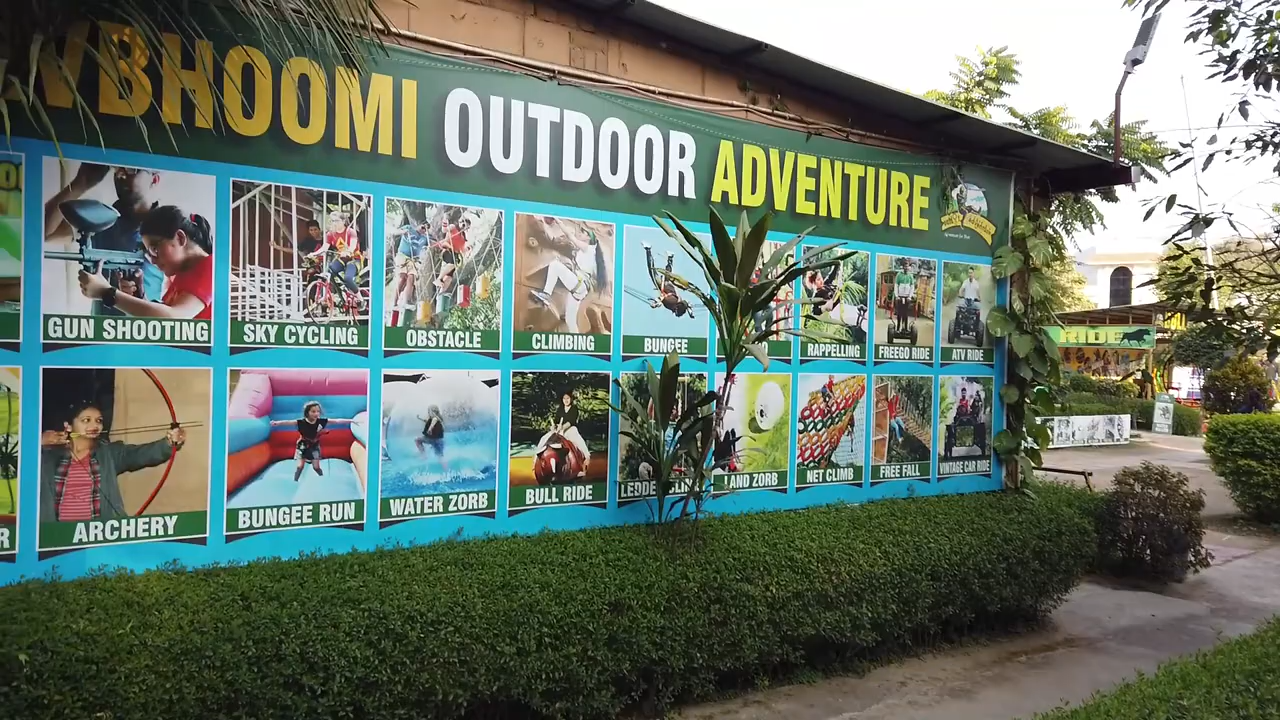 VBHOOMI OUTDOOR ADVENTURE
GUN SHOOTING
SKY CYCLING
OBSTACLE
CLIMBING
BUNGEE
RAPPELLING
FREEGO RIDE
ATV RIDE
R
ARCHERY
BUNGEE RUN
WATER ZORB
BULL RIDE
LAND ZORB
NET CLIMB
FREE FALL
VINTAGE CAR RIDE
RIDE